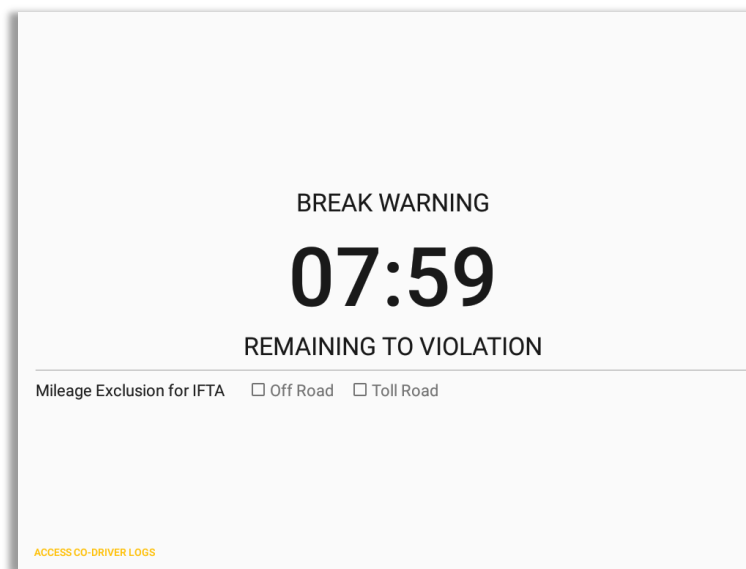 BREAK WARNING
07:59
REMAINING TO VIOLATION
Mileage Exclusion for IFTA Off Road Toll Road
ACCESS CO-DRIVER LOGS